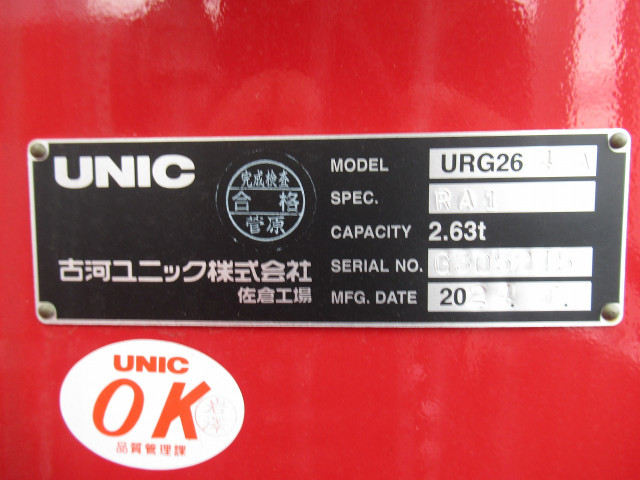 UNIC
完成検査
合格
菅原
古河ユニック株式会社
佐倉工場
MODEL URG26
SPEC. RA1
CAPACITY 2.63t
SERIAL NO.
MFG. DATE 20
UNIC
OK
品質管理課